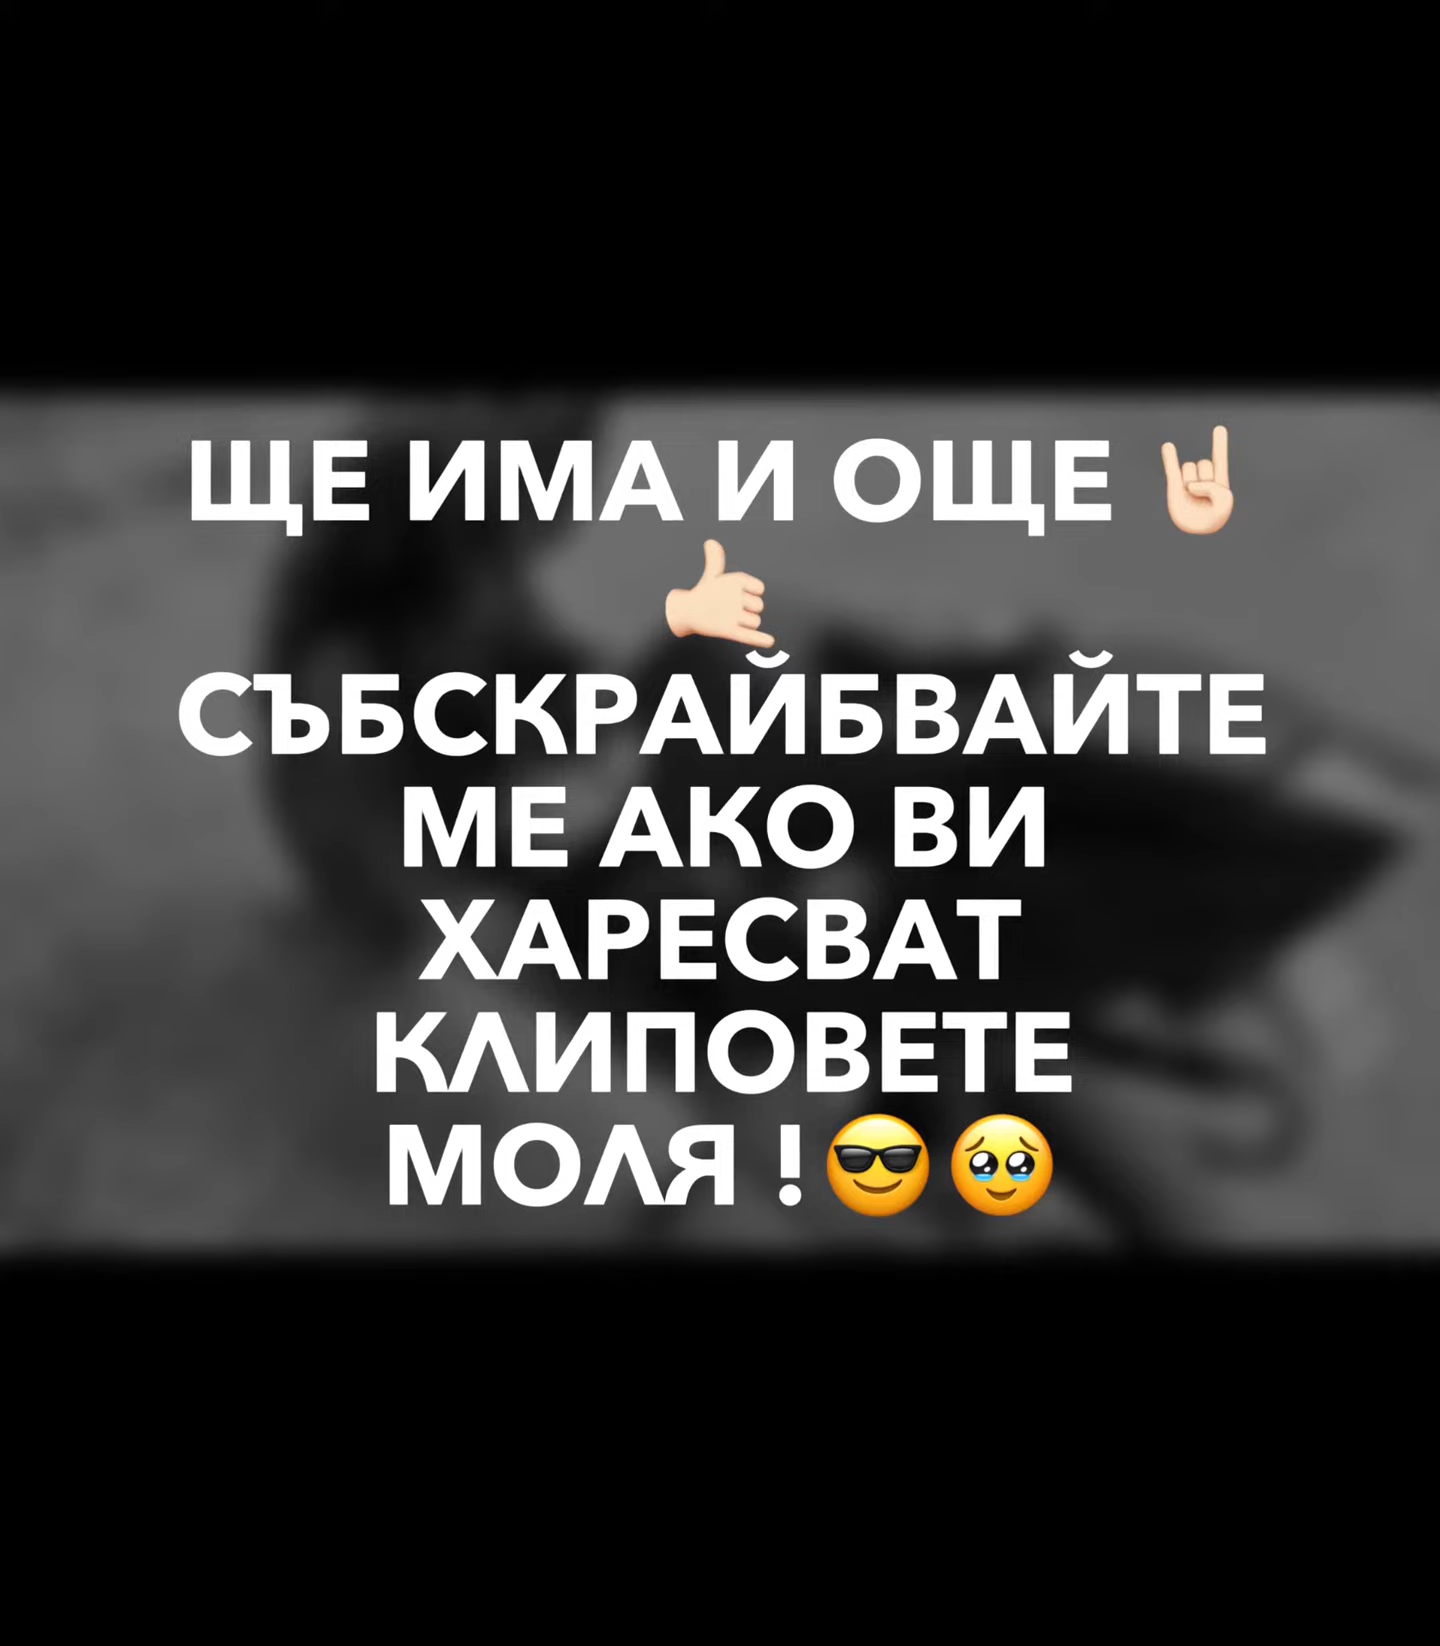 ЩЕ ИМА И ОЩЕ 🤘🏻
🤙🏻
СЪБСКРАЙБВАЙТЕ
МЕ АКО ВИ
ХАРЕСВАТ
КЛИПОВЕТЕ
МОЛЯ !😎🥹